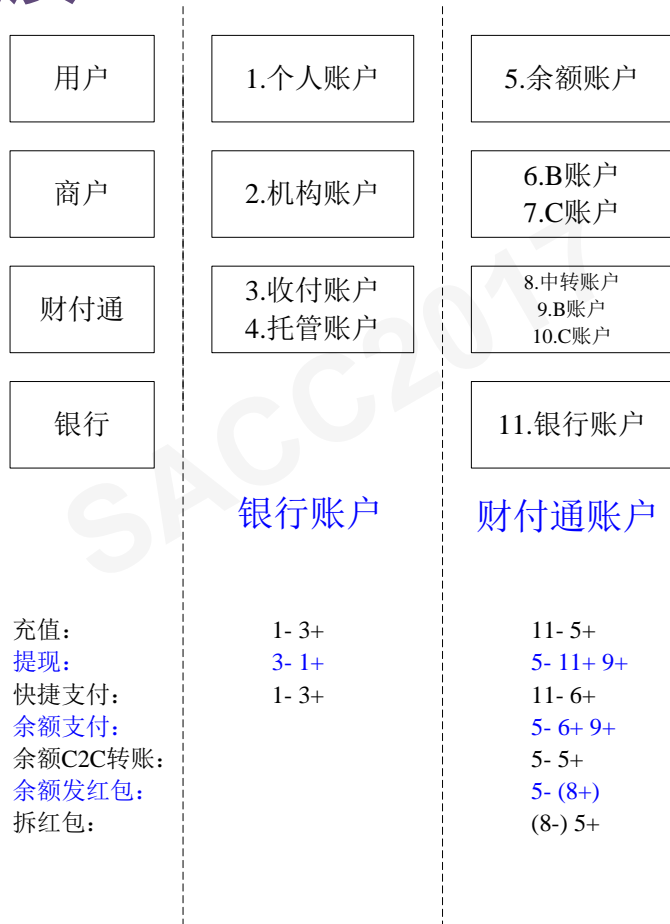 用户
1.个人账户
5.余额账户
商户
2.机构账户
6.B账户
7.C账户
财付通
3.收付账户
4.托管账户
8.中转账户
9.B账户
10.C账户
银行
11.银行账户
银行账户
财付通账户
SACC2017
充值： 1- 3+ 11- 5+
提现： 3- 1+ 5- 11+ 9+
快捷支付： 1- 3+ 11- 6+
余额支付： 5- 6+ 9+
余额C2C转账： 5- 5+
余额发红包： 5- (8+)
拆红包： (8-) 5+